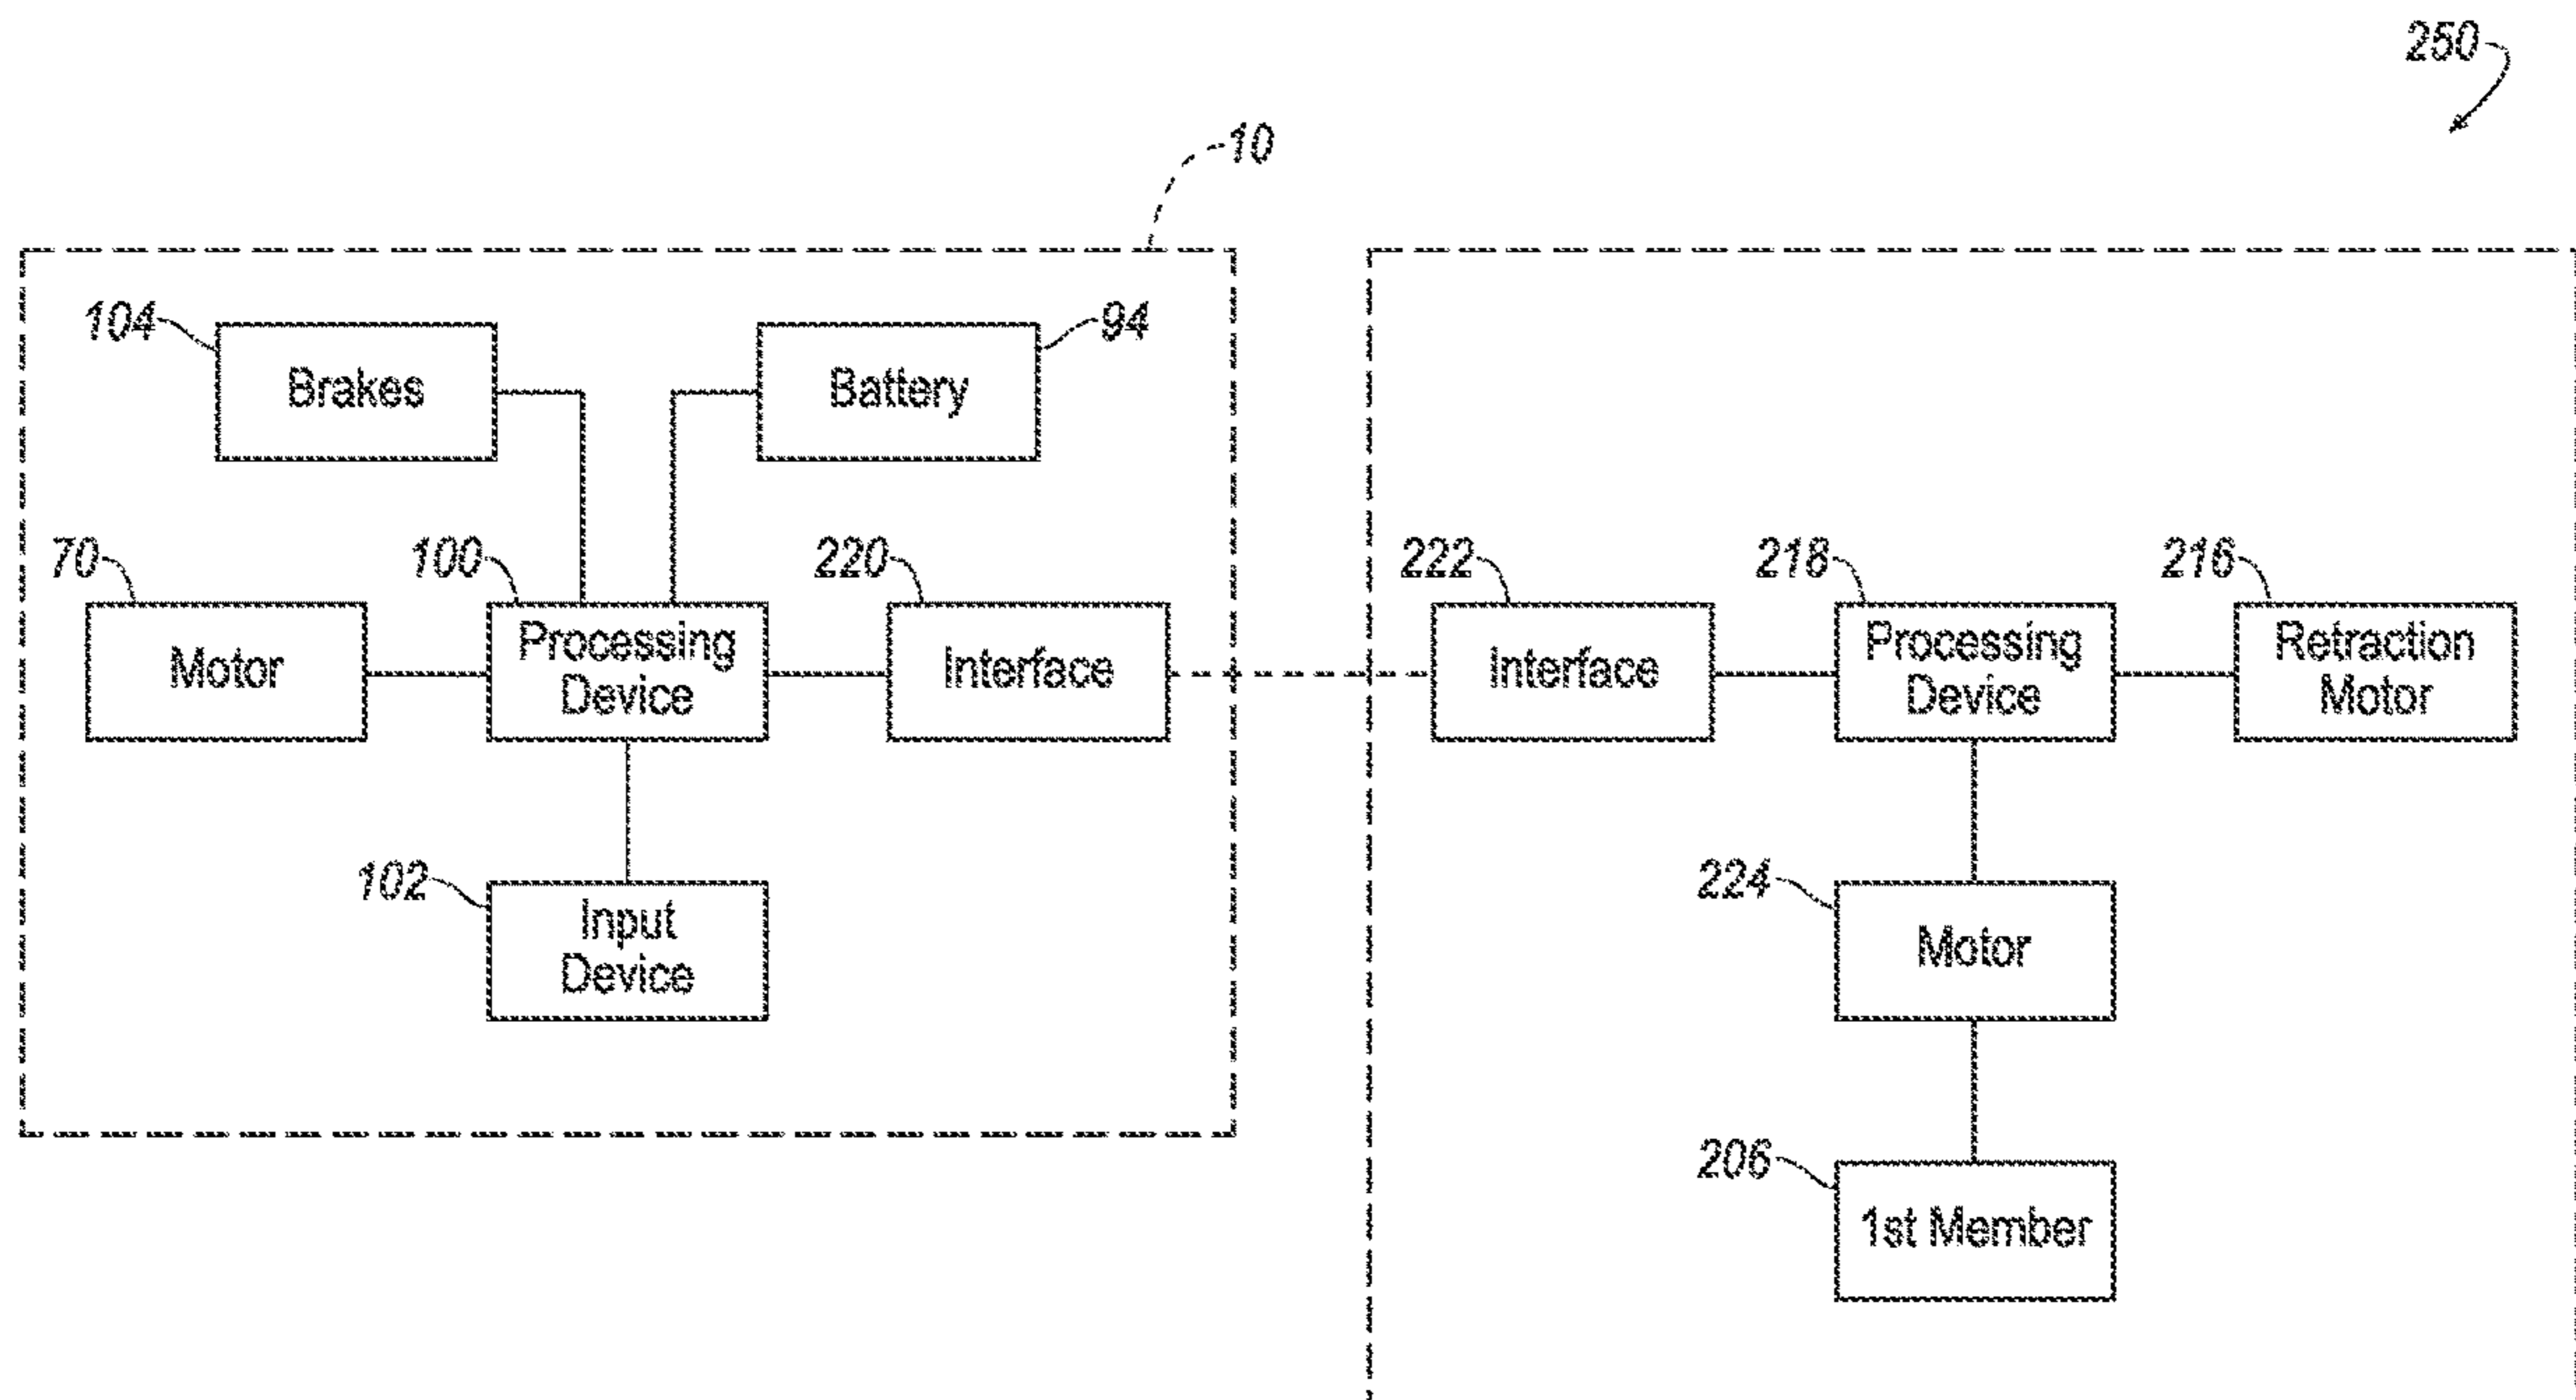 250
10
104
Brakes
94
Battery
70
Motor
100
Processing
Device
220
Interface
222
Interface
218
Processing
Device
216
Retraction
Motor
102
Input
Device
224
Motor
206
1st Member